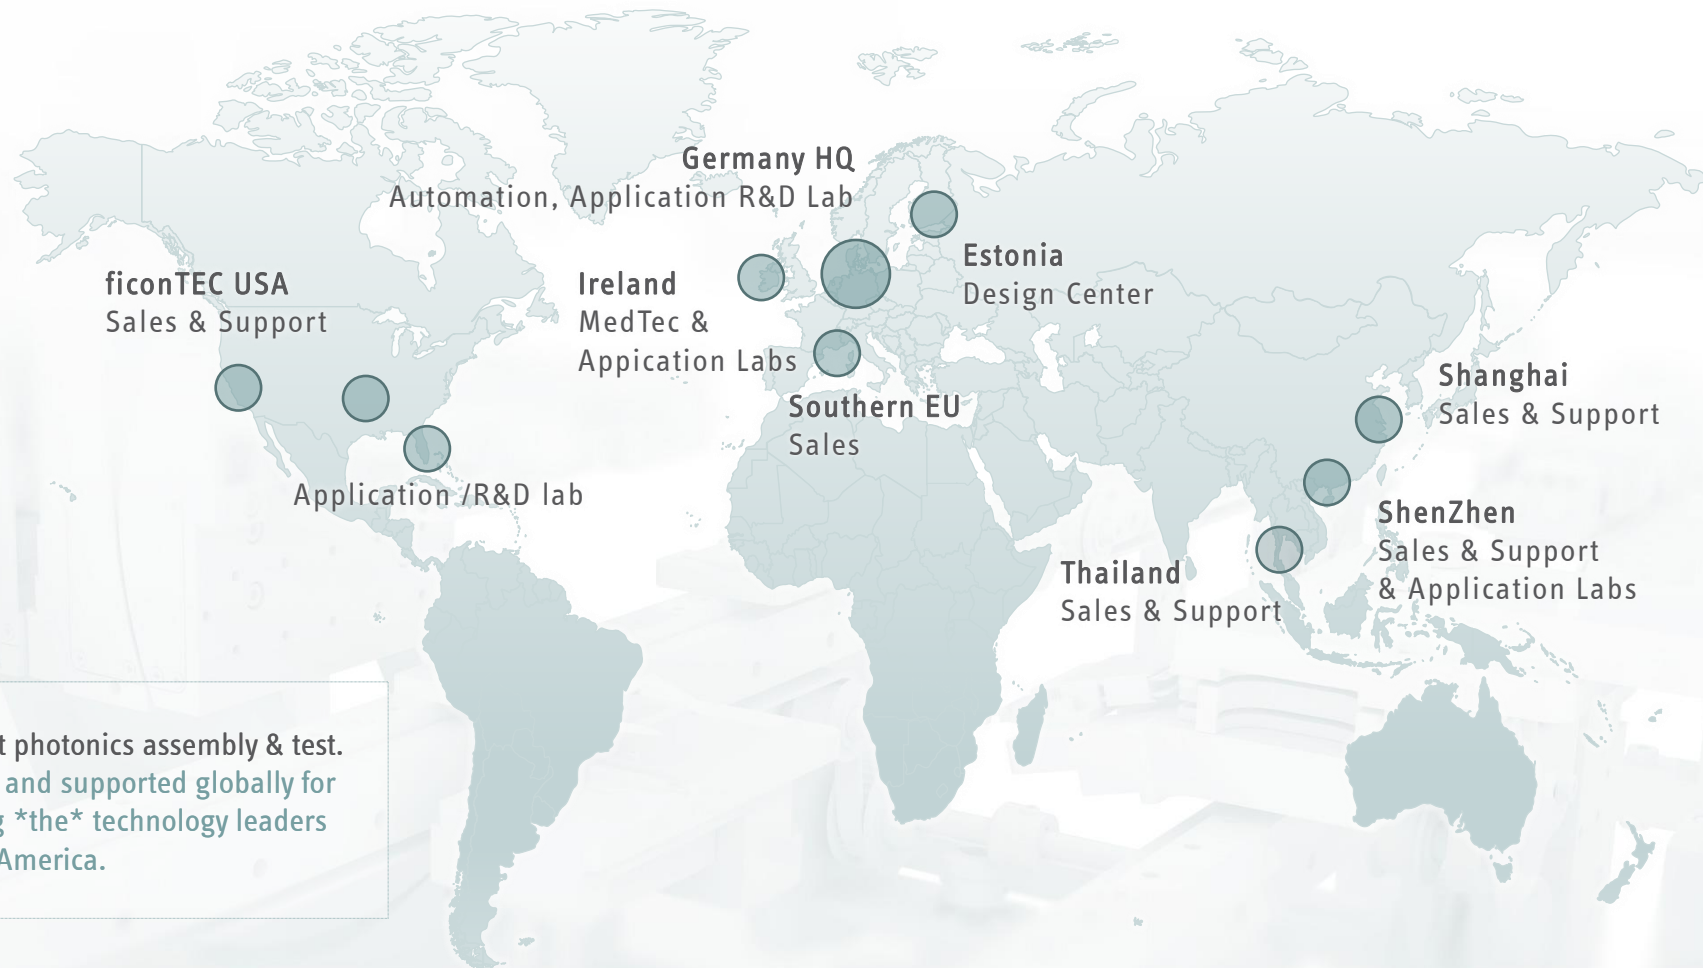 Germany HQ
Automation, Application R&D Lab
ficonTEC USA
Sales & Support
Application /R&D lab
Ireland
MedTec &
Appication Labs
Estonia
Design Center
Southern EU
Sales
Shanghai
Sales & Support
ShenZhen
Sales & Support
& Application Labs
Thailand
Sales & Support
photonics assembly & test.
and supported globally for
*the* technology leaders
America.